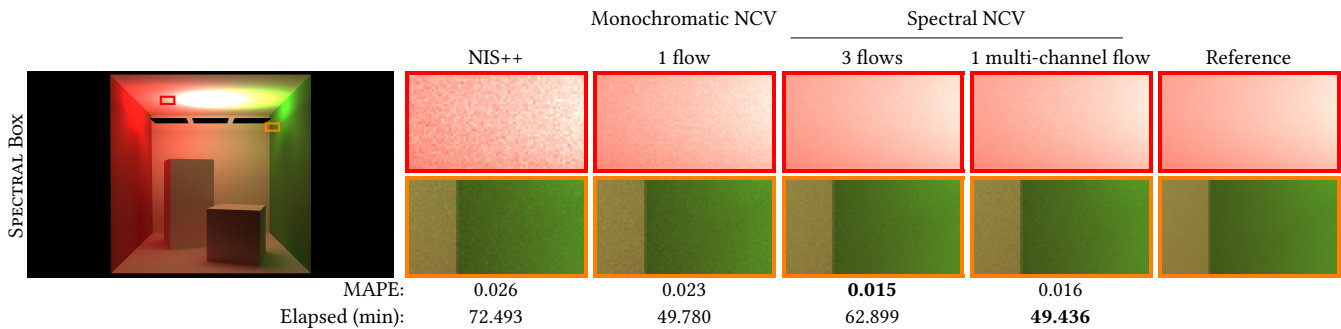 Monochromatic NCV Spectral NCV
NIS++ 1 flow 3 flows 1 multi-channel flow Reference
SPECTRAL BOX
MAPE: 0.026 0.023 0.015 0.016
Elapsed (min): 72.493 49.780 62.899 49.436